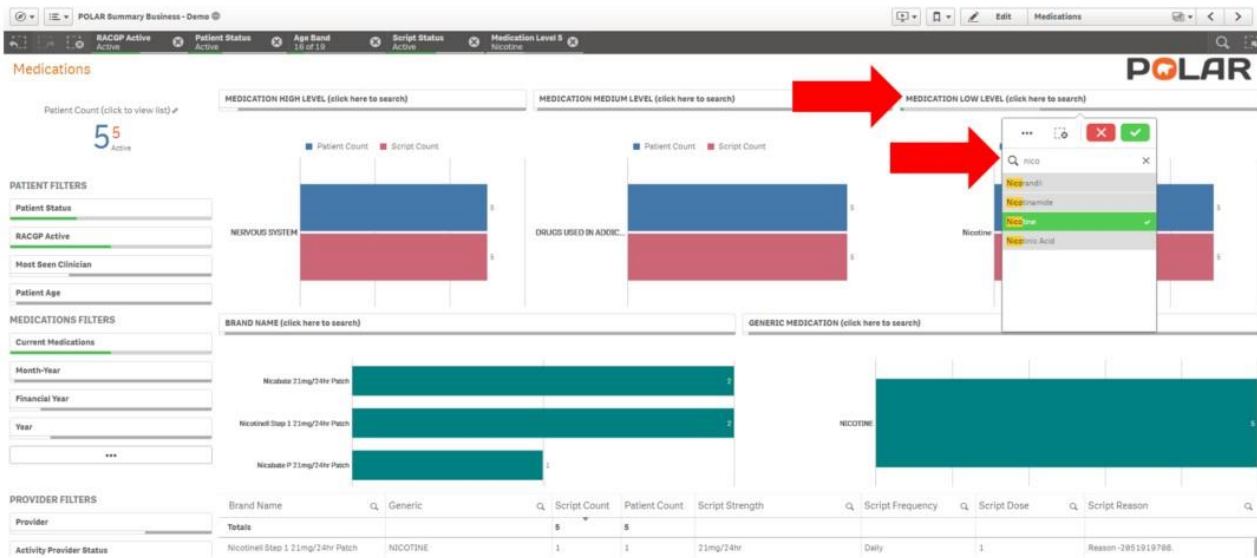 POLAR Summary Business - Demo
Edit
Medications
RACGP Active
Active
Patient Status
Active
Age Band
16 of 19
Script Status
Active
Medication Level 5
Nicotine
Medications
POLAR
Patient Count (click to view list)
5 5
Active
MEDICATION HIGH LEVEL (click here to search)
MEDICATION MEDIUM LEVEL (click here to search)
MEDICATION LOW LEVEL (click here to search)
Patient Count Script Count
Patient Count Script Count
nico
Nicorandil
Nicotinamide
Nicotine
Nicotinic Acid
NERVOUS SYSTEM
5
5
DRUGS USED IN ADDIC...
5
5
Nicotine
5
5
PATIENT FILTERS
Patient Status
RACGP Active
Most Seen Clinician
Patient Age
MEDICATIONS FILTERS
Current Medications
Month-Year
Financial Year
Year
...
BRAND NAME (click here to search)
GENERIC MEDICATION (click here to search)
Nicabate 21mg/24hr Patch
2
Nicotinell Step 1 21mg/24hr Patch
2
Nicabate P 21mg/24hr Patch
1
NICOTINE
5
PROVIDER FILTERS
Provider
Activity Provider Status
Brand Name Generic Script Count Patient Count Script Strength Script Frequency Script Dose Script Reason
Totals 5 5
Nicotinell Step 1 21mg/24hr Patch NICOTINE 1 1 21mg/24hr Daily 1 Reason -2051919708.